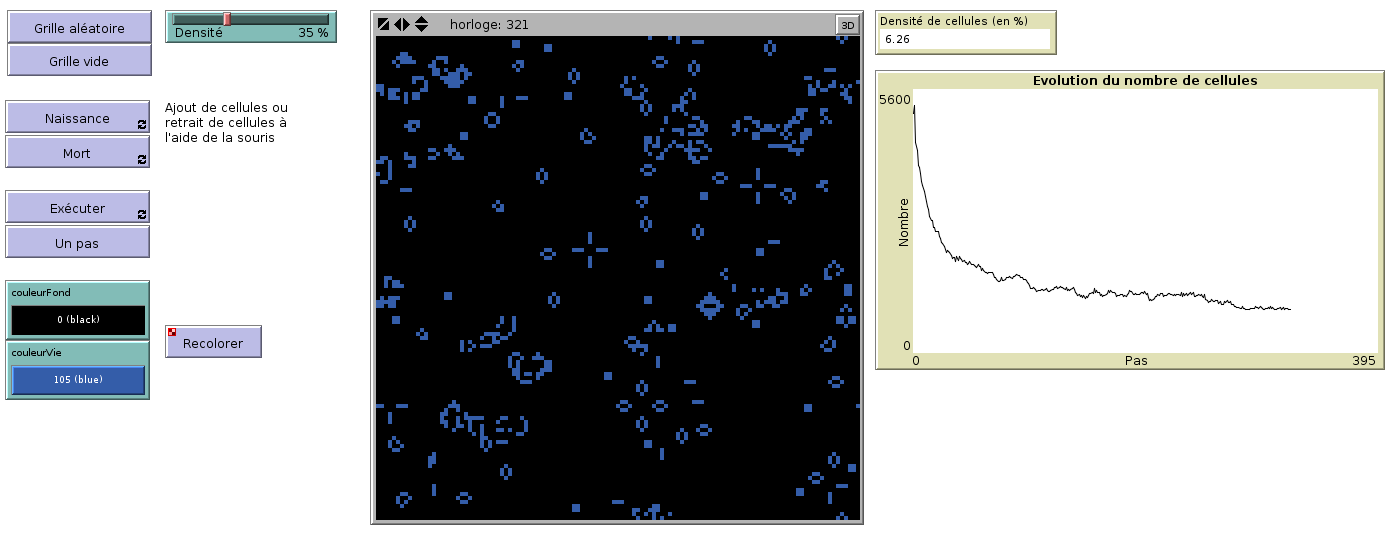 Grille aléatoire
Grille vide
Densité 35 %
Naissance
Mort
Ajout de cellules ou
retrait de cellules à
l'aide de la souris
Exécuter
Un pas
couleurFond
0 (black)
couleurVie
105 (blue)
Recolorer
horloge: 321
3D
Densité de cellules (en %)
6.26
Evolution du nombre de cellules
5600
Nombre
0
0 Pas 395